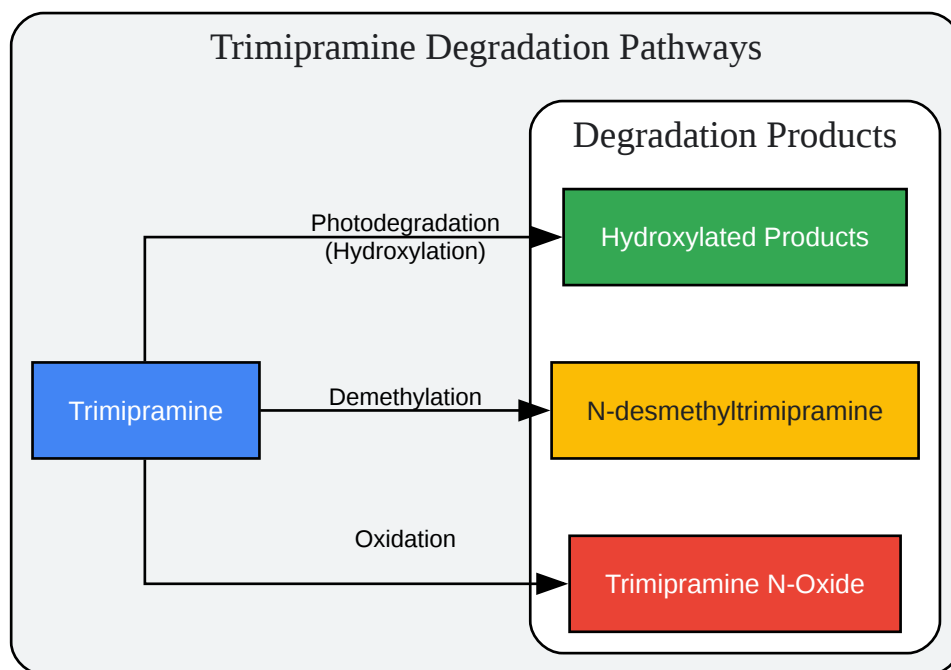 Trimipramine Degradation Pathways
Degradation Products
Photodegradation
(Hydroxylation)
Hydroxylated Products
Trimipramine
Demethylation
N-desmethyltrimipramine
Oxidation
Trimipramine N-Oxide